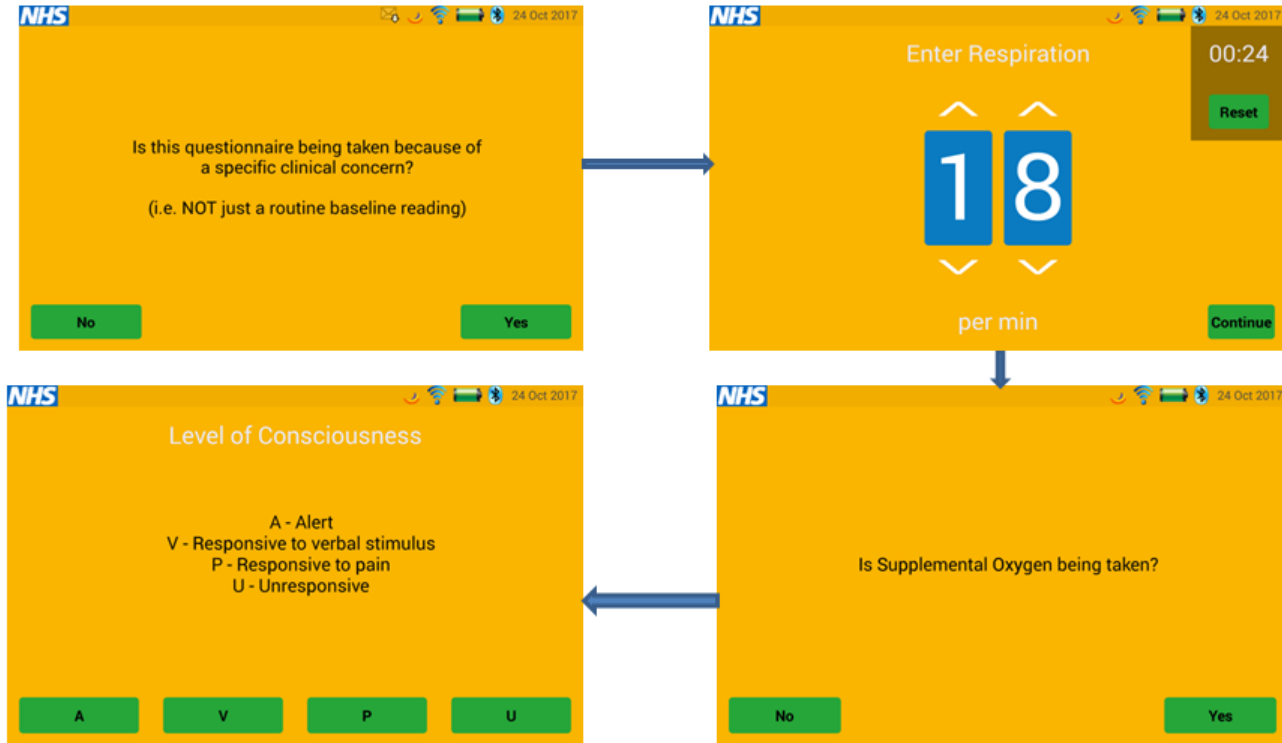 NHS
24 Oct 2017
Is this questionnaire being taken because of
a specific clinical concern?
(i.e. NOT just a routine baseline reading)
No
Yes
NHS
24 Oct 2017
Enter Respiration
00:24
Reset
18
per min
Continue
NHS
24 Oct 2017
Is Supplemental Oxygen being taken?
No
Yes
NHS
24 Oct 2017
Level of Consciousness
A - Alert
V - Responsive to verbal stimulus
P - Responsive to pain
U - Unresponsive
A
V
P
U